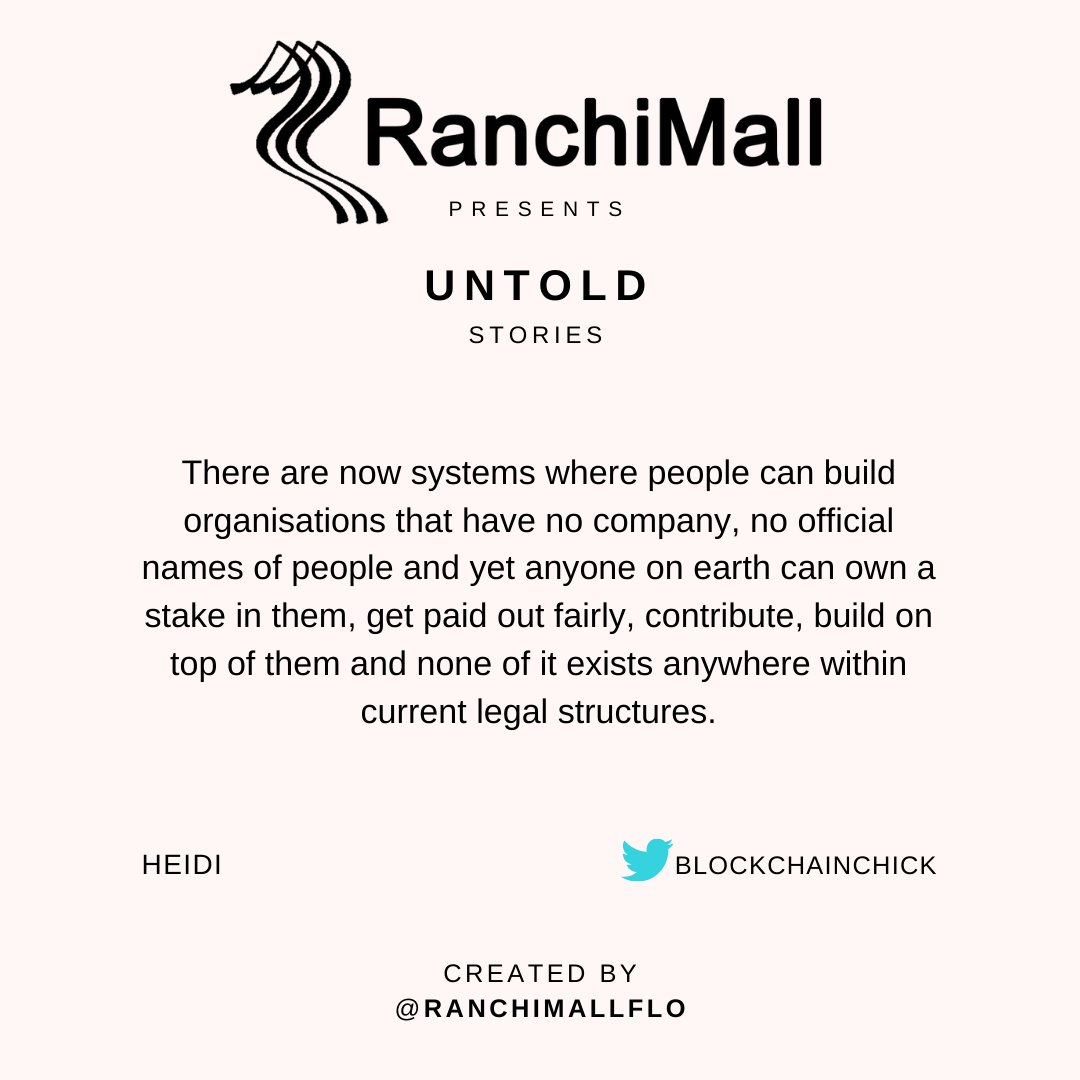 RanchiMall
PRESENTS
UNTOLD
STORIES
There are now systems where people can build
organisations that have no company, no official
names of people and yet anyone on earth can own a
stake in them, get paid out fairly, contribute, build on
top of them and none of it exists anywhere within
current legal structures.
HEIDI
BLOCKCHAINCHICK
CREATED BY
@RANCHIMALLFLO